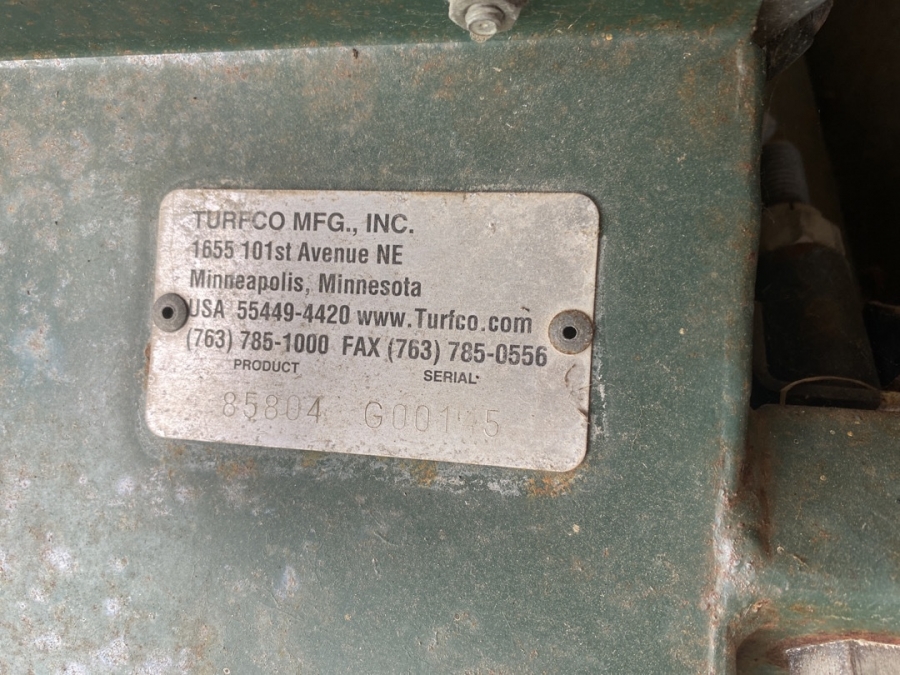 TURFCO MFG., INC.
1655 101st Avenue NE
Minneapolis, Minnesota
USA 55449-4420 www.Turfco.com
(763) 785-1000 FAX (763) 785-0556
PRODUCT SERIAL
85804